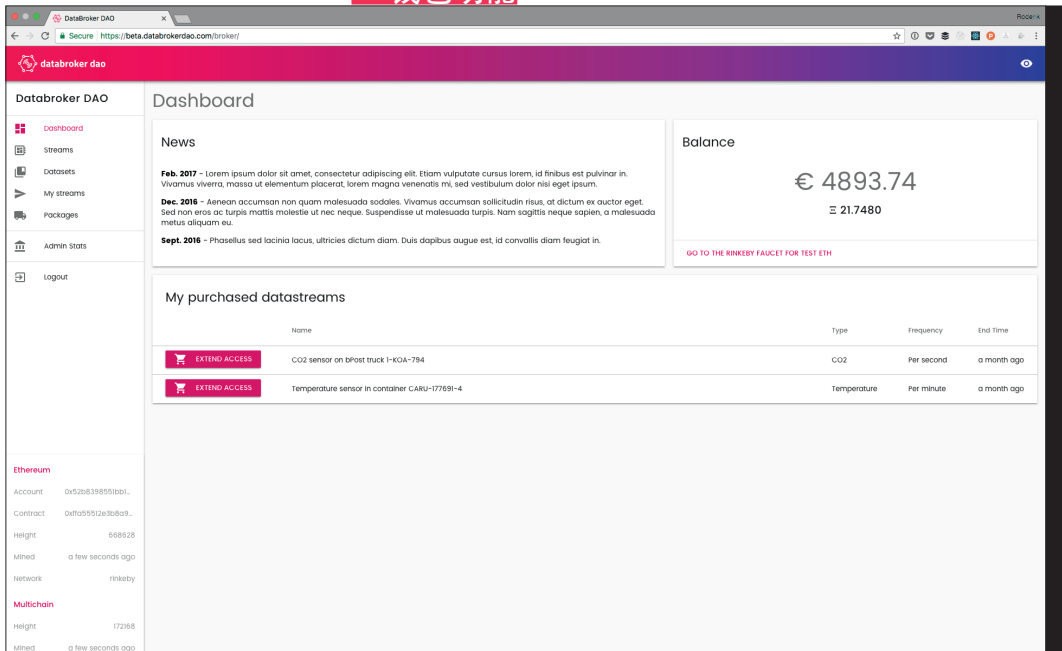 DataBroker DAO
Secure https://beta.databrokerdao.com/broker/
databroker dao
Databroker DAO
Dashboard
Streams
Datasets
My streams
Packages
Admin Stats
Logout
Dashboard
News
Feb. 2017 - Lorem ipsum dolor sit amet, consectetur adipiscing elit. Etiam vulputate cursus lorem, id finibus est pulvinar in.
Vivamus viverra, massa ut elementum placerat, lorem magna venenatis mi, sed vestibulum dolor nisi eget ipsum.
Dec. 2016 - Aenean accumsan non quam malesuada sodales. Vivamus accumsan sollicitudin risus, at dictum ex auctor eget.
Sed non eros ac turpis mattis molestie ut nec neque. Suspendisse ut malesuada turpis. Nam sagittis neque sapien, a malesuada
metus aliquam eu.
Sept. 2016 - Phasellus sed lacinia lacus, ultricies dictum diam. Duis dapibus augue est, id convallis diam feugiat in.
Balance
€ 4893.74
Ξ 21.7480
GO TO THE RINKEBY FAUCET FOR TEST ETH
My purchased datastreams
Name Type Frequency End Time
EXTEND ACCESS CO2 sensor on bPost truck 1-KOA-794 CO2 Per second a month ago
EXTEND ACCESS Temperature sensor in container CARU-177691-4 Temperature Per minute a month ago
Ethereum
Account 0x52b8398551bb1...
Contract 0xffa55512e3b8a9...
Height 668628
Mined a few seconds ago
Network rinkeby
Multichain
Height 172168
Mined a few seconds ago